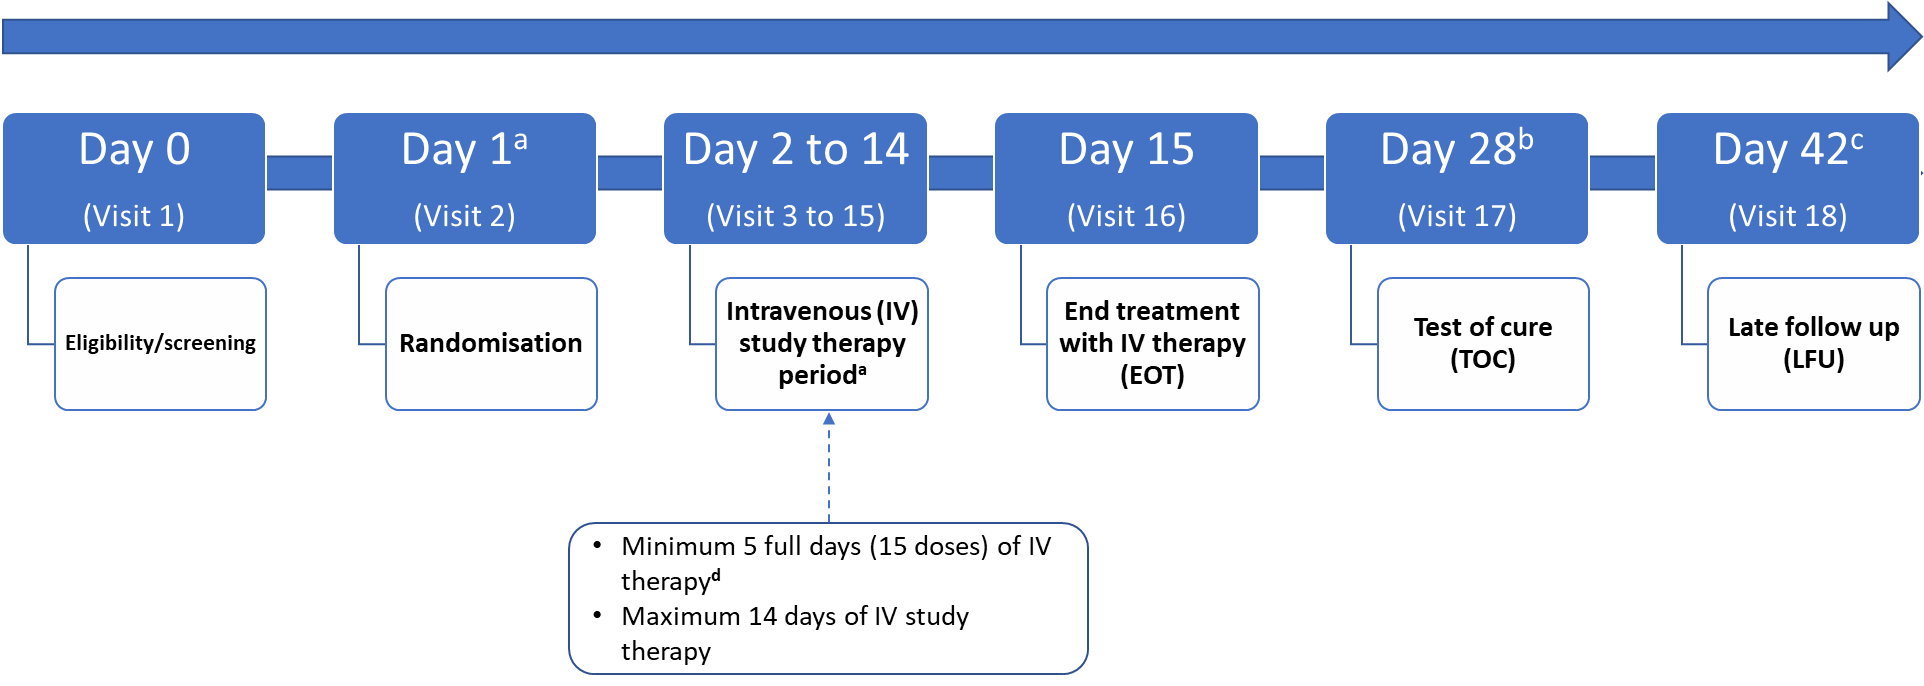 Day 0
(Visit 1)
Day 1ᵃ
(Visit 2)
Day 2 to 14
(Visit 3 to 15)
Day 15
(Visit 16)
Day 28ᵇ
(Visit 17)
Day 42ᶜ
(Visit 18)
Eligibility/screening
Randomisation
Intravenous (IV)
study therapy
periodᵃ
End treatment
with IV therapy
(EOT)
Test of cure
(TOC)
Late follow up
(LFU)
• Minimum 5 full days (15 doses) of IV
therapyᵈ
• Maximum 14 days of IV study
therapy